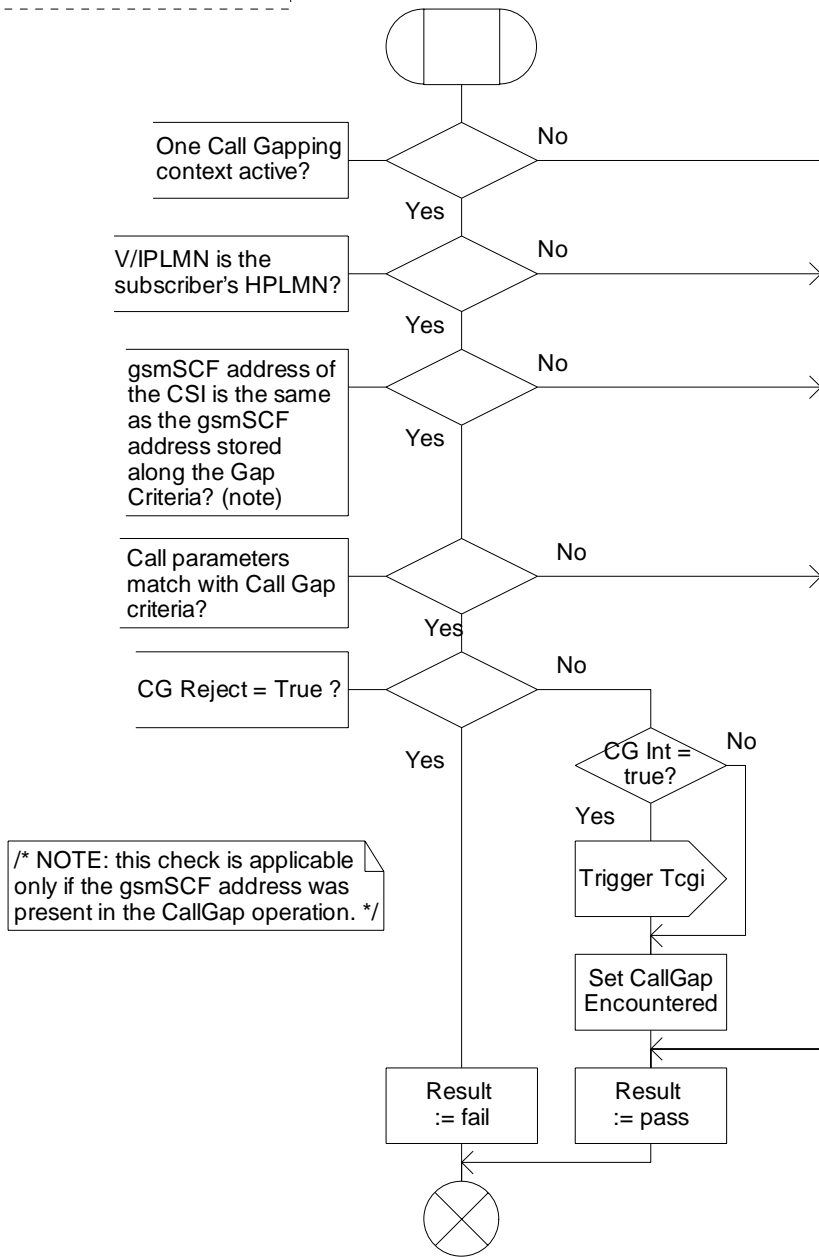 One Call Gapping
context active?
No
Yes
V/IPLMN is the
subscriber's HPLMN?
No
Yes
gsmSCF address of
the CSI is the same
as the gsmSCF
address stored
along the Gap
Criteria? (note)
No
Yes
Call parameters
match with Call Gap
criteria?
No
Yes
CG Reject = True ?
No
Yes
CG Int =
true?
No
Yes
/* NOTE: this check is applicable
only if the gsmSCF address was
present in the CallGap operation. */
Trigger Tcgi
Set CallGap
Encountered
Result
:= fail
Result
:= pass